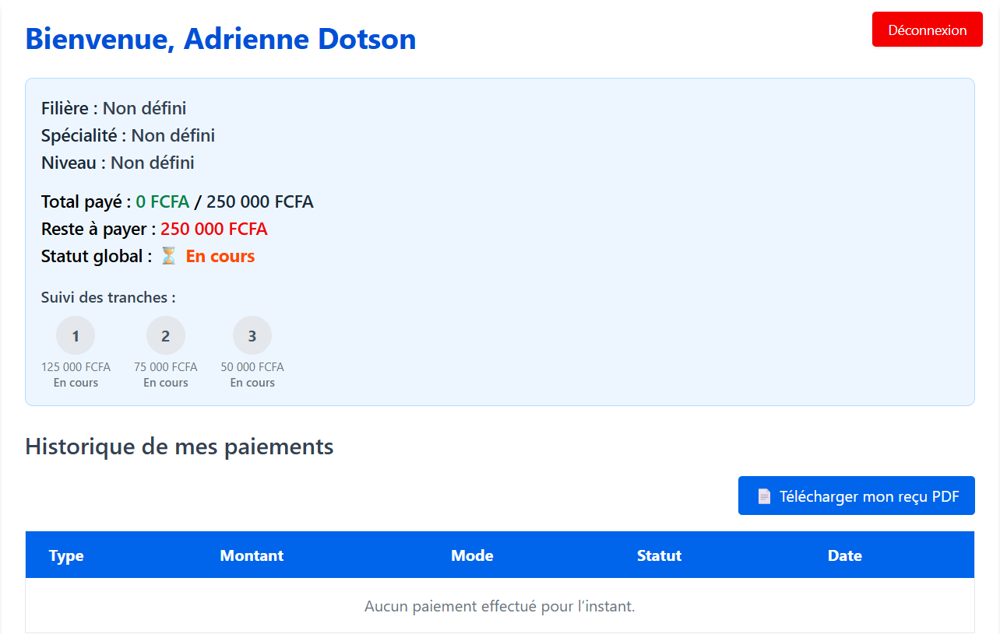 Bienvenue, Adrienne Dotson
Déconnexion
Filière : Non défini
Spécialité : Non défini
Niveau : Non défini
Total payé : 0 FCFA / 250 000 FCFA
Reste à payer : 250 000 FCFA
Statut global : ⏳ En cours
Suivi des tranches :
1 2 3
125 000 FCFA 75 000 FCFA 50 000 FCFA
En cours En cours En cours
Historique de mes paiements
📄 Télécharger mon reçu PDF
Type Montant Mode Statut Date
Aucun paiement effectué pour l’instant.